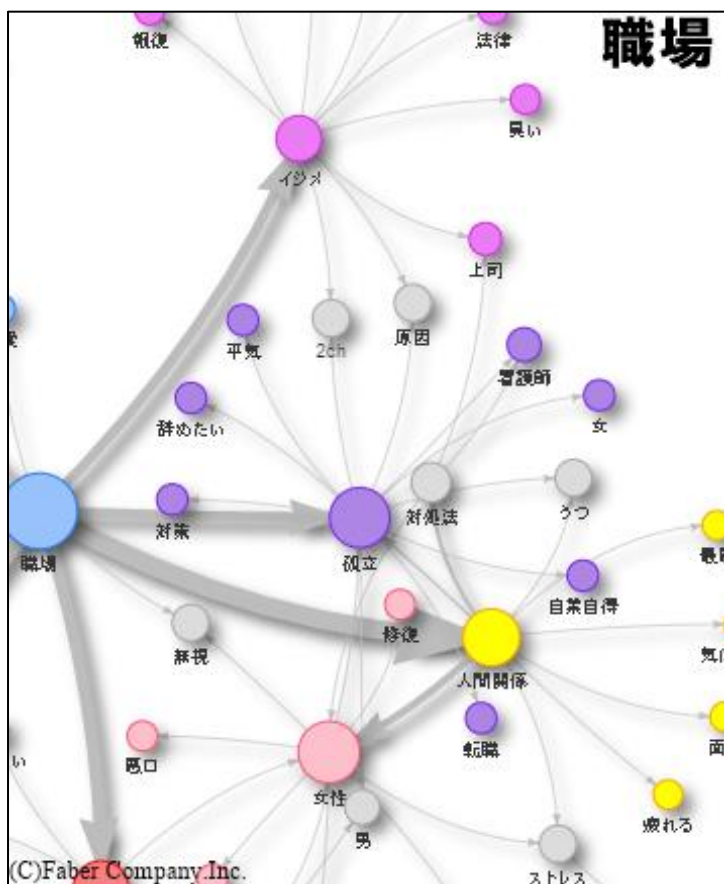 職場
報復
法律
臭い
イジメ
上司
平気
2ch
原因
看護師
辞めたい
女
対策
対処法
うつ
職場
孤立
自業自得
修復
無視
人間関係
転職
悪口
女性
男
疲れる
ストレス
(C)Faber Company.Inc.